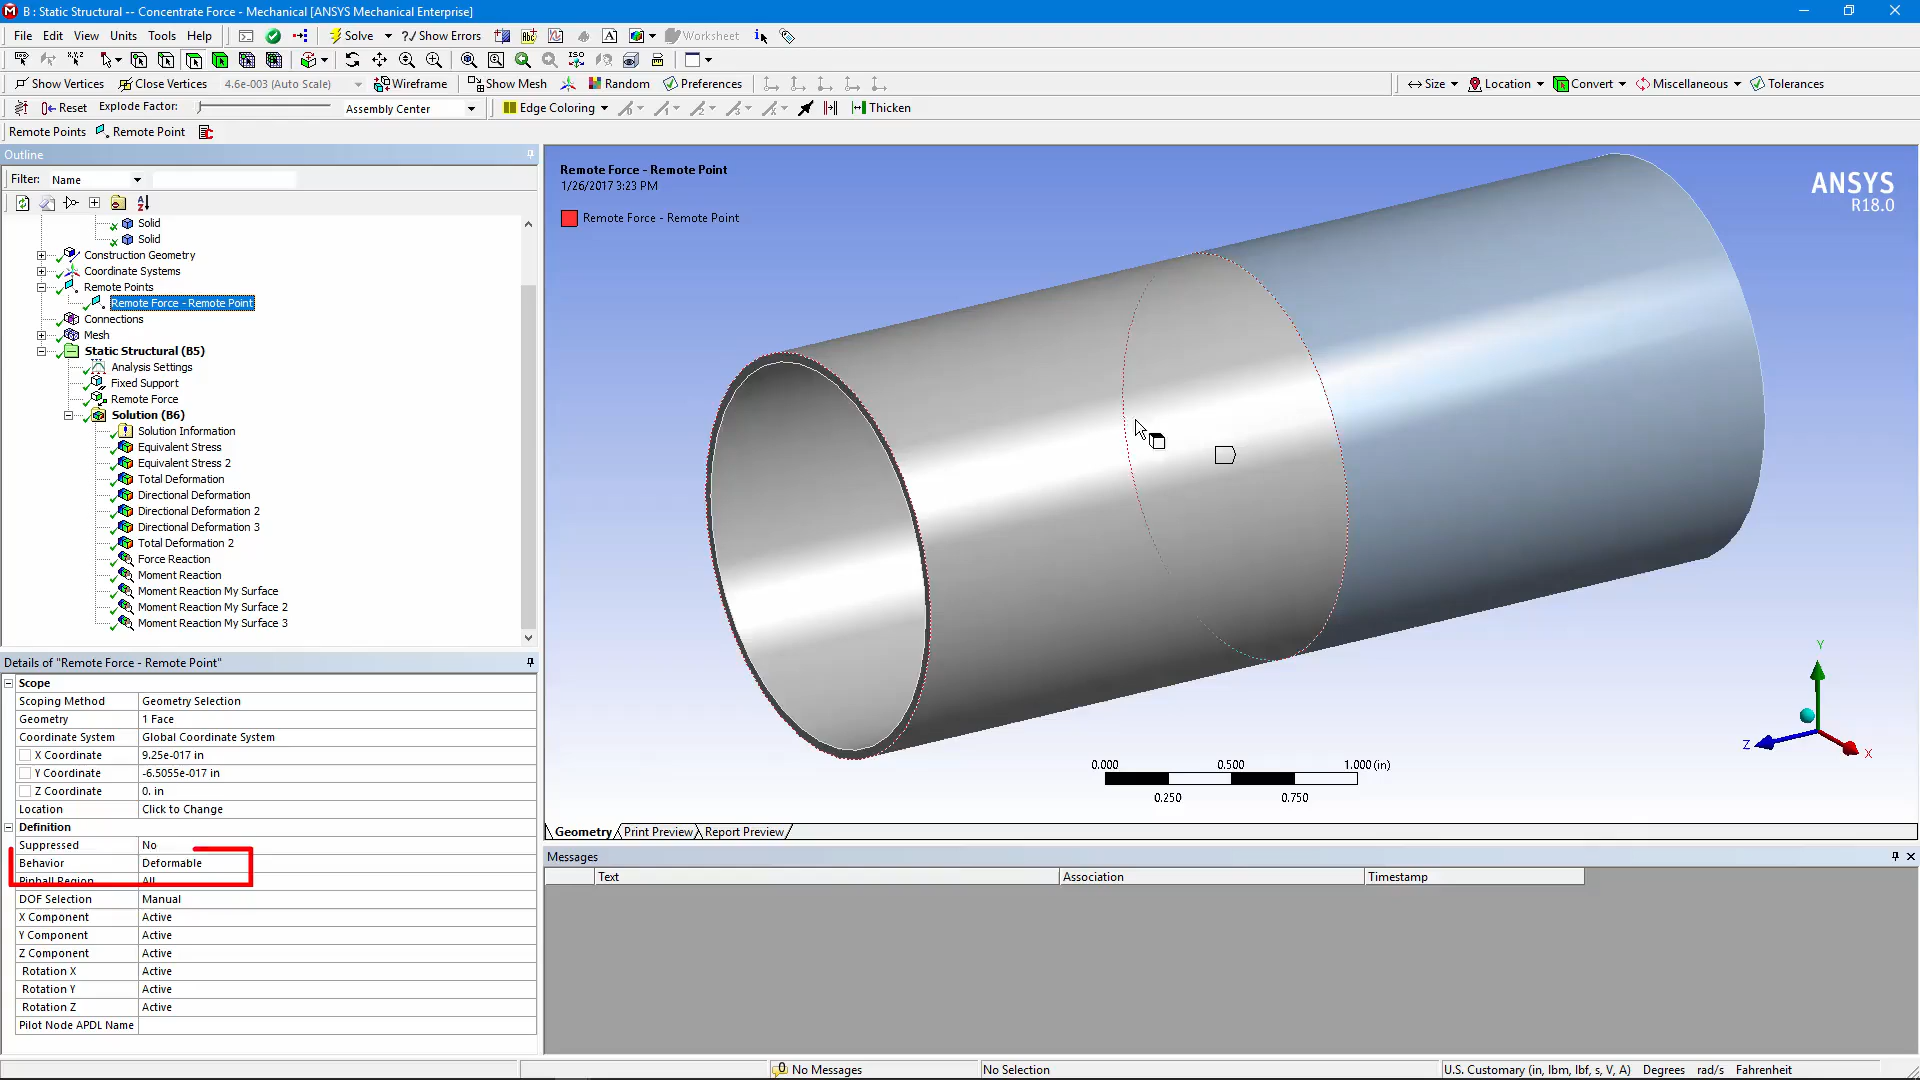 B : Static Structural -- Concentrate Force - Mechanical [ANSYS Mechanical Enterprise]
File Edit View Units Tools Help Solve ?/Show Errors Worksheet
Show Vertices Close Vertices 4.6e-003 (Auto Scale) Wireframe Show Mesh Random Preferences Size Location Convert Miscellaneous Tolerances
Reset Explode Factor: Assembly Center Edge Coloring Thicken
Remote Points Remote Point
Outline
Filter: Name
Solid
Solid
Construction Geometry
Coordinate Systems
Remote Points
Remote Force - Remote Point
Connections
Mesh
Static Structural (B5)
Analysis Settings
Fixed Support
Remote Force
Solution (B6)
Solution Information
Equivalent Stress
Equivalent Stress 2
Total Deformation
Directional Deformation
Directional Deformation 2
Directional Deformation 3
Total Deformation 2
Force Reaction
Moment Reaction
Moment Reaction My Surface
Moment Reaction My Surface 2
Moment Reaction My Surface 3
Details of "Remote Force - Remote Point"
Scope
Scoping Method Geometry Selection
Geometry 1 Face
Coordinate System Global Coordinate System
X Coordinate 9.25e-017 in
Y Coordinate -6.5055e-017 in
Z Coordinate 0. in
Location Click to Change
Definition
Suppressed No
Behavior Deformable
Pinball Region All
DOF Selection Manual
X Component Active
Y Component Active
Z Component Active
Rotation X Active
Rotation Y Active
Rotation Z Active
Pilot Node APDL Name
Remote Force - Remote Point
1/26/2017 3:23 PM
Remote Force - Remote Point
ANSYS
R18.0
Y
Z
X
0.000 0.500 1.000 (in)
0.250 0.750
Geometry Print Preview Report Preview
Messages
Text Association Timestamp
0 No Messages No Selection U.S. Customary (in, lbm, lbf, s, V, A) Degrees rad/s Fahrenheit